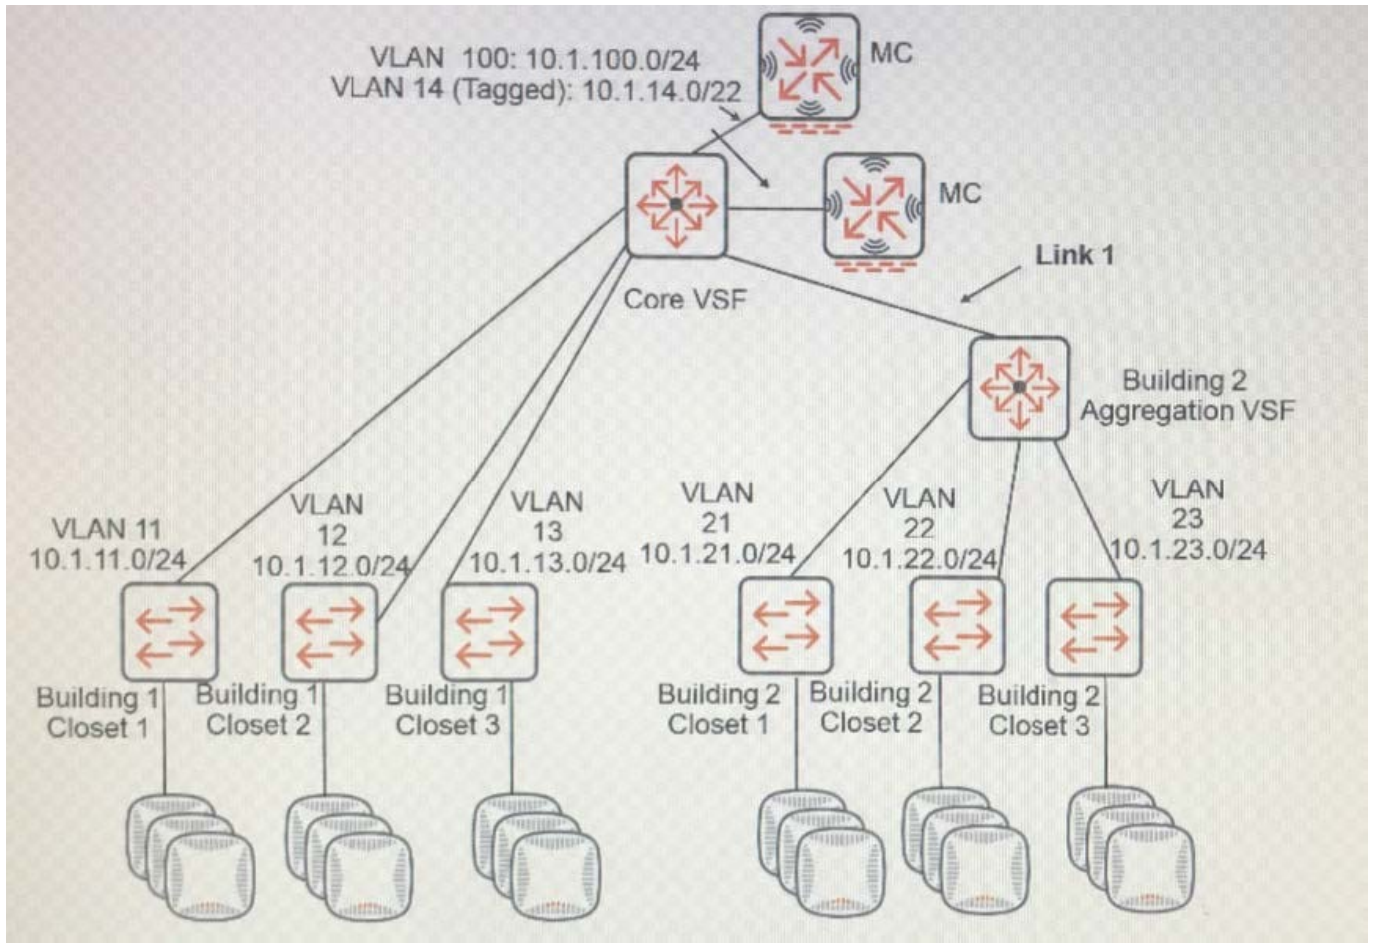 VLAN 100: 10.1.100.0/24
VLAN 14 (Tagged): 10.1.14.0/22
MC
MC
Link 1
Core VSF
Building 2
Aggregation VSF
VLAN 11
10.1.11.0/24
VLAN
12
10.1.12.0/24
VLAN
13
10.1.13.0/24
VLAN
21
10.1.21.0/24
VLAN
22
10.1.22.0/24
VLAN
23
10.1.23.0/24
Building 1
Closet 1
Building 1
Closet 2
Building 1
Closet 3
Building 2
Closet 1
Building 2
Closet 2
Building 2
Closet 3